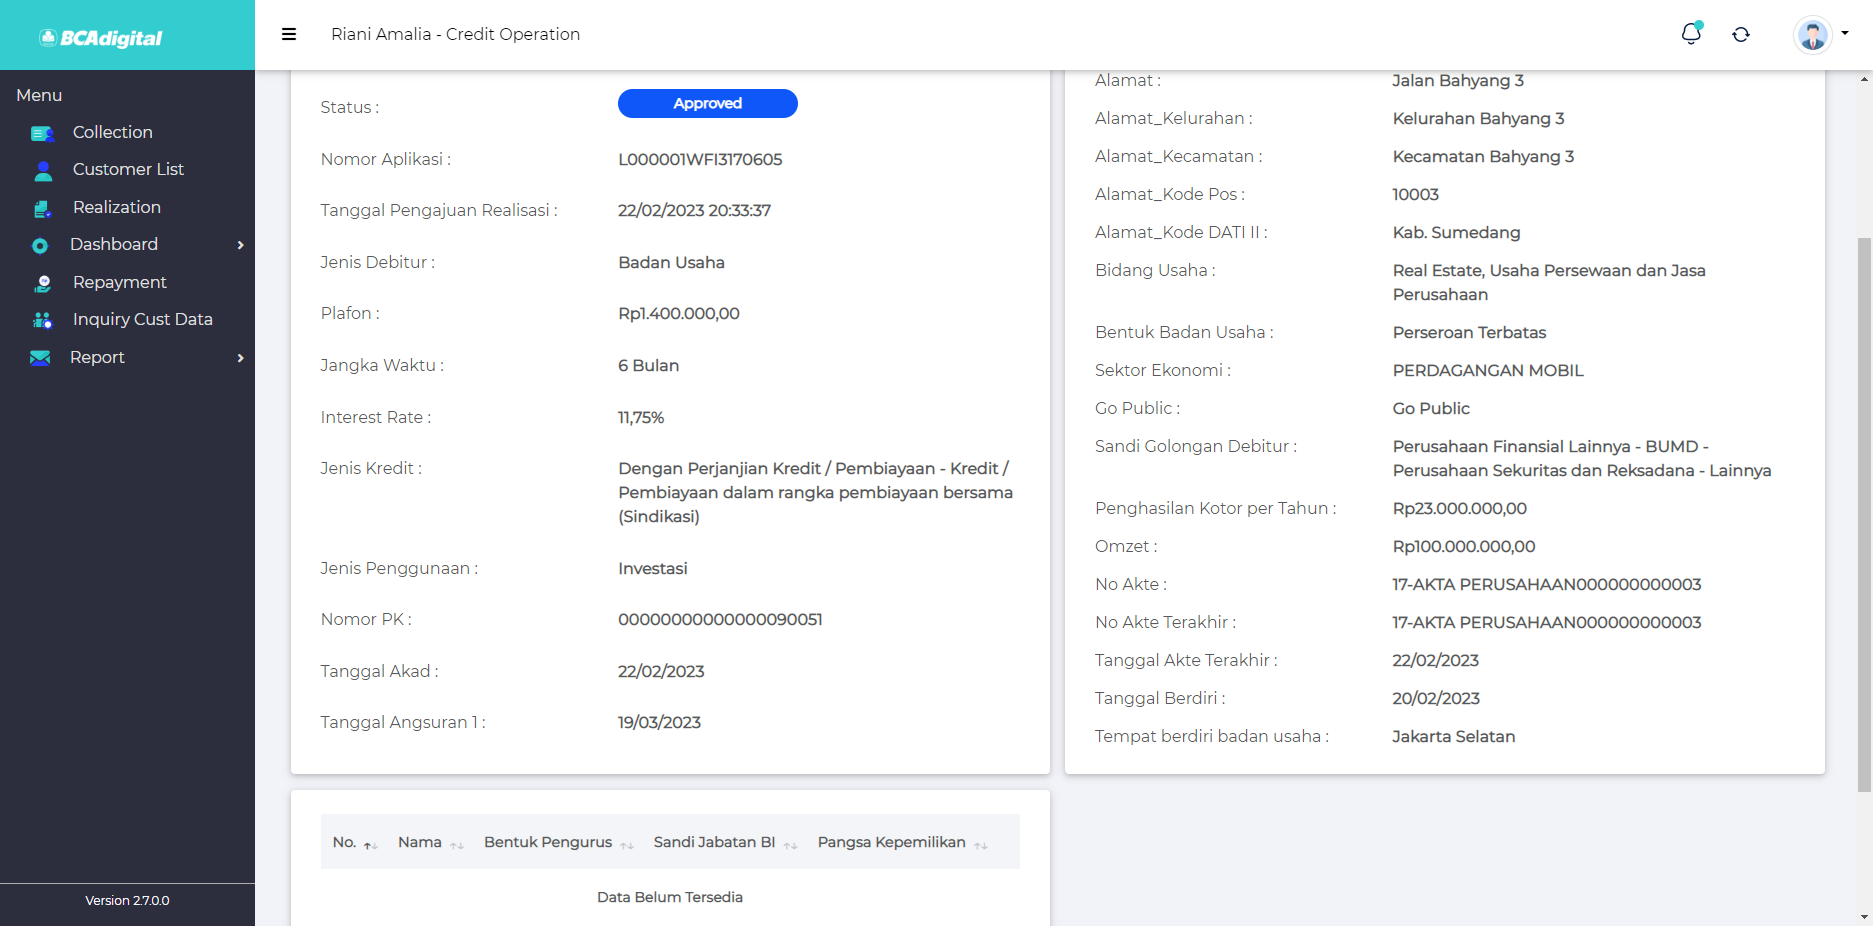 BCAdigital
Riani Amalia - Credit Operation
Menu
Collection
Customer List
Realization
Dashboard
Repayment
Inquiry Cust Data
Report
Version 2.7.0.0
Status :
Approved
Nomor Aplikasi :
L000001WFI3170605
Tanggal Pengajuan Realisasi :
22/02/2023 20:33:37
Jenis Debitur :
Badan Usaha
Plafon :
Rp1.400.000,00
Jangka Waktu :
6 Bulan
Interest Rate :
11,75%
Jenis Kredit :
Dengan Perjanjian Kredit / Pembiayaan - Kredit /
Pembiayaan dalam rangka pembiayaan bersama
(Sindikasi)
Jenis Penggunaan :
Investasi
Nomor PK :
00000000000000090051
Tanggal Akad :
22/02/2023
Tanggal Angsuran 1 :
19/03/2023
Alamat :
Jalan Bahyang 3
Alamat_Kelurahan :
Kelurahan Bahyang 3
Alamat_Kecamatan :
Kecamatan Bahyang 3
Alamat_Kode Pos :
10003
Alamat_Kode DATI II :
Kab. Sumedang
Bidang Usaha :
Real Estate, Usaha Persewaan dan Jasa
Perusahaan
Bentuk Badan Usaha :
Perseroan Terbatas
Sektor Ekonomi :
PERDAGANGAN MOBIL
Go Public :
Go Public
Sandi Golongan Debitur :
Perusahaan Finansial Lainnya - BUMD -
Perusahaan Sekuritas dan Reksadana - Lainnya
Penghasilan Kotor per Tahun :
Rp23.000.000,00
Omzet :
Rp100.000.000,00
No Akte :
17-AKTA PERUSAHAAN000000000003
No Akte Terakhir :
17-AKTA PERUSAHAAN000000000003
Tanggal Akte Terakhir :
22/02/2023
Tanggal Berdiri :
20/02/2023
Tempat berdiri badan usaha :
Jakarta Selatan
No. Nama Bentuk Pengurus Sandi Jabatan BI Pangsa Kepemilikan
Data Belum Tersedia